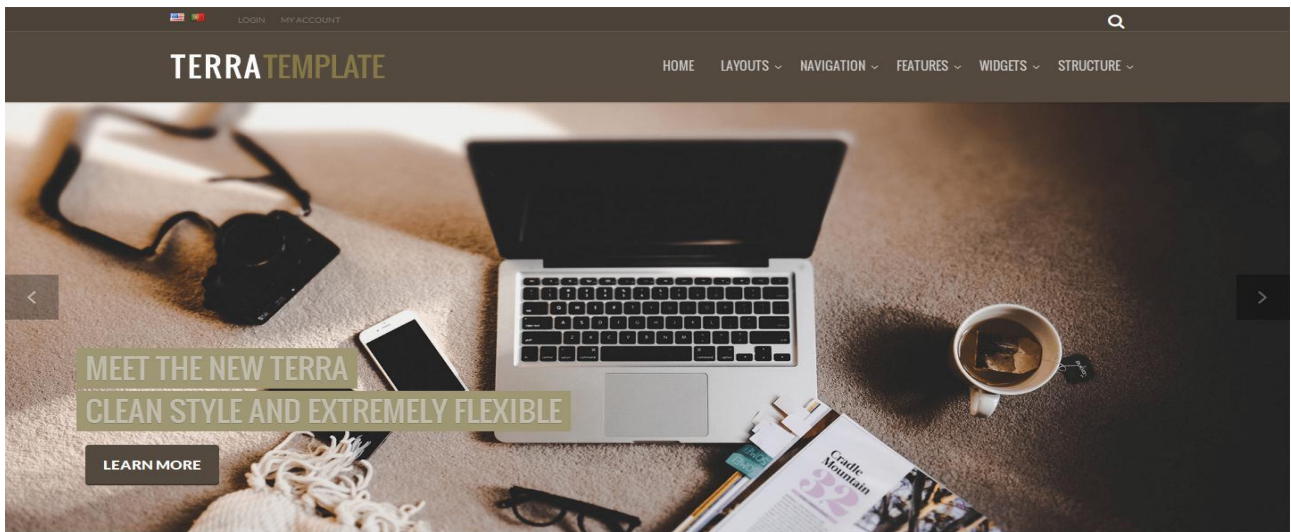 LOGIN MY ACCOUNT
TERRATEMPLATE
HOME LAYOUTS NAVIGATION FEATURES WIDGETS STRUCTURE
MEET THE NEW TERRA
CLEAN STYLE AND EXTREMELY FLEXIBLE
LEARN MORE
Cradle
Mountain
32